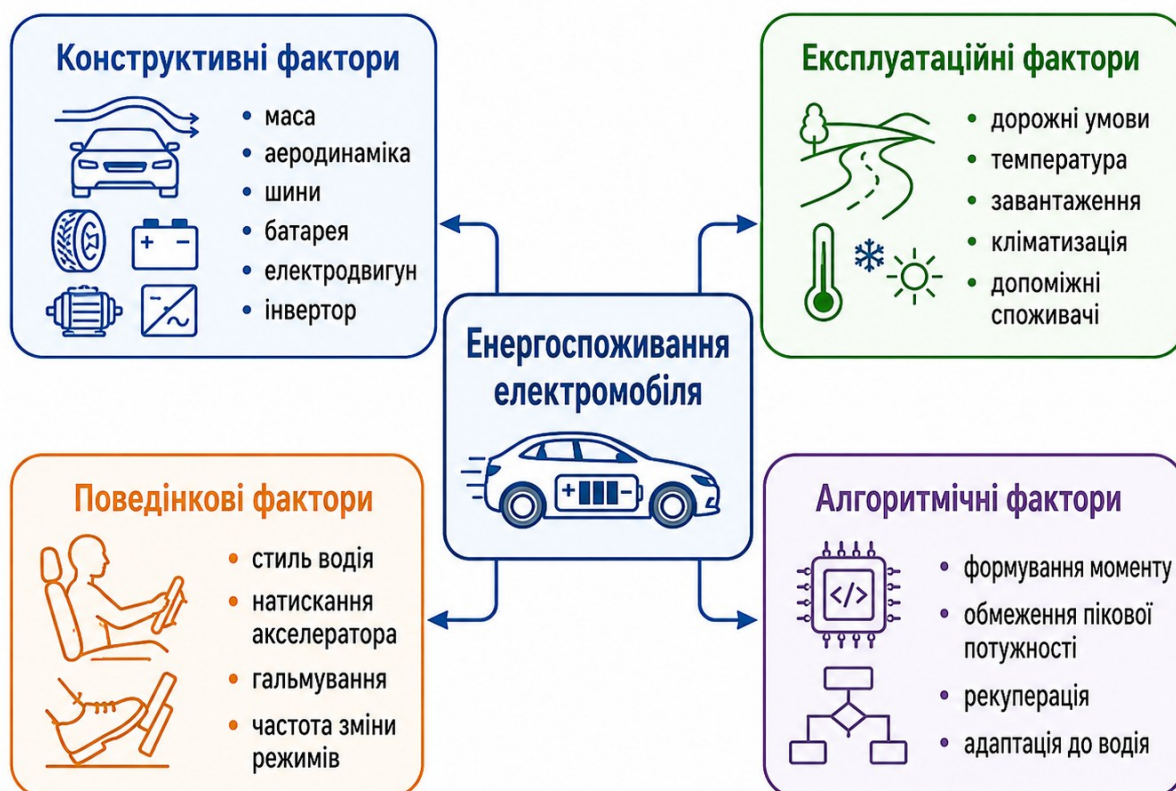 Конструктивні фактори
• маса
• аеродинаміка
• шини
• батарея
• електродвигун
• інвертор
Експлуатаційні фактори
• дорожні умови
• температура
• завантаження
• кліматизація
• допоміжні
споживачі
Енергоспоживання
електромобіля
Поведінкові фактори
• стиль водія
• натискання
акселератора
• гальмування
• частота зміни
режимів
Алгоритмічні фактори
</>
• формування моменту
• обмеження пікової
потужності
• рекуперація
• адаптація до водія